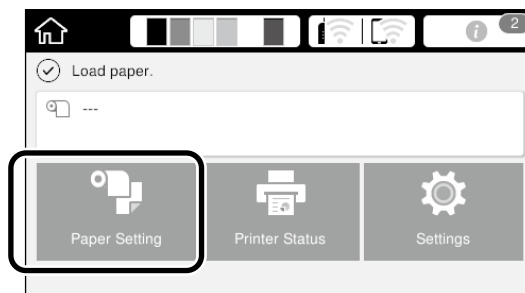 2
Load paper.
---
Paper Setting
Printer Status
Settings